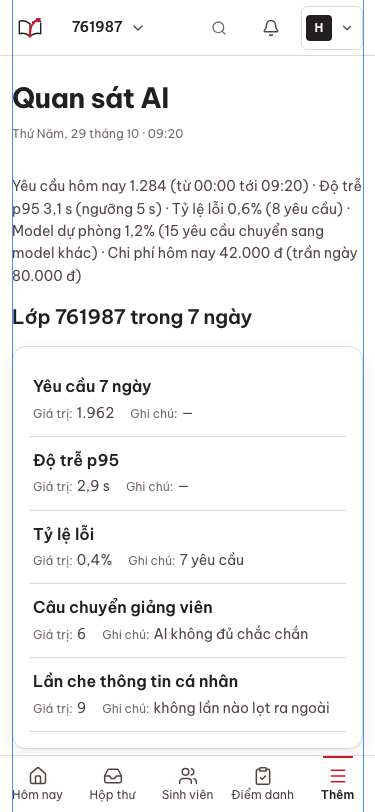 761987
H
Quan sát AI
Thứ Năm, 29 tháng 10 · 09:20
Yêu cầu hôm nay 1.284 (từ 00:00 tới 09:20) · Độ trễ
p95 3,1 s (ngưỡng 5 s) · Tỷ lệ lỗi 0,6% (8 yêu cầu) ·
Model dự phòng 1,2% (15 yêu cầu chuyển sang
model khác) · Chi phí hôm nay 42.000 đ (trần ngày
80.000 đ)
Lớp 761987 trong 7 ngày
Yêu cầu 7 ngày
Giá trị: 1.962 Ghi chú: —
Độ trễ p95
Giá trị: 2,9 s Ghi chú: —
Tỷ lệ lỗi
Giá trị: 0,4% Ghi chú: 7 yêu cầu
Câu chuyển giảng viên
Giá trị: 6 Ghi chú: AI không đủ chắc chắn
Lần che thông tin cá nhân
Giá trị: 9 Ghi chú: không lần nào lọt ra ngoài
Hôm nay Hộp thư Sinh viên Điểm danh Thêm